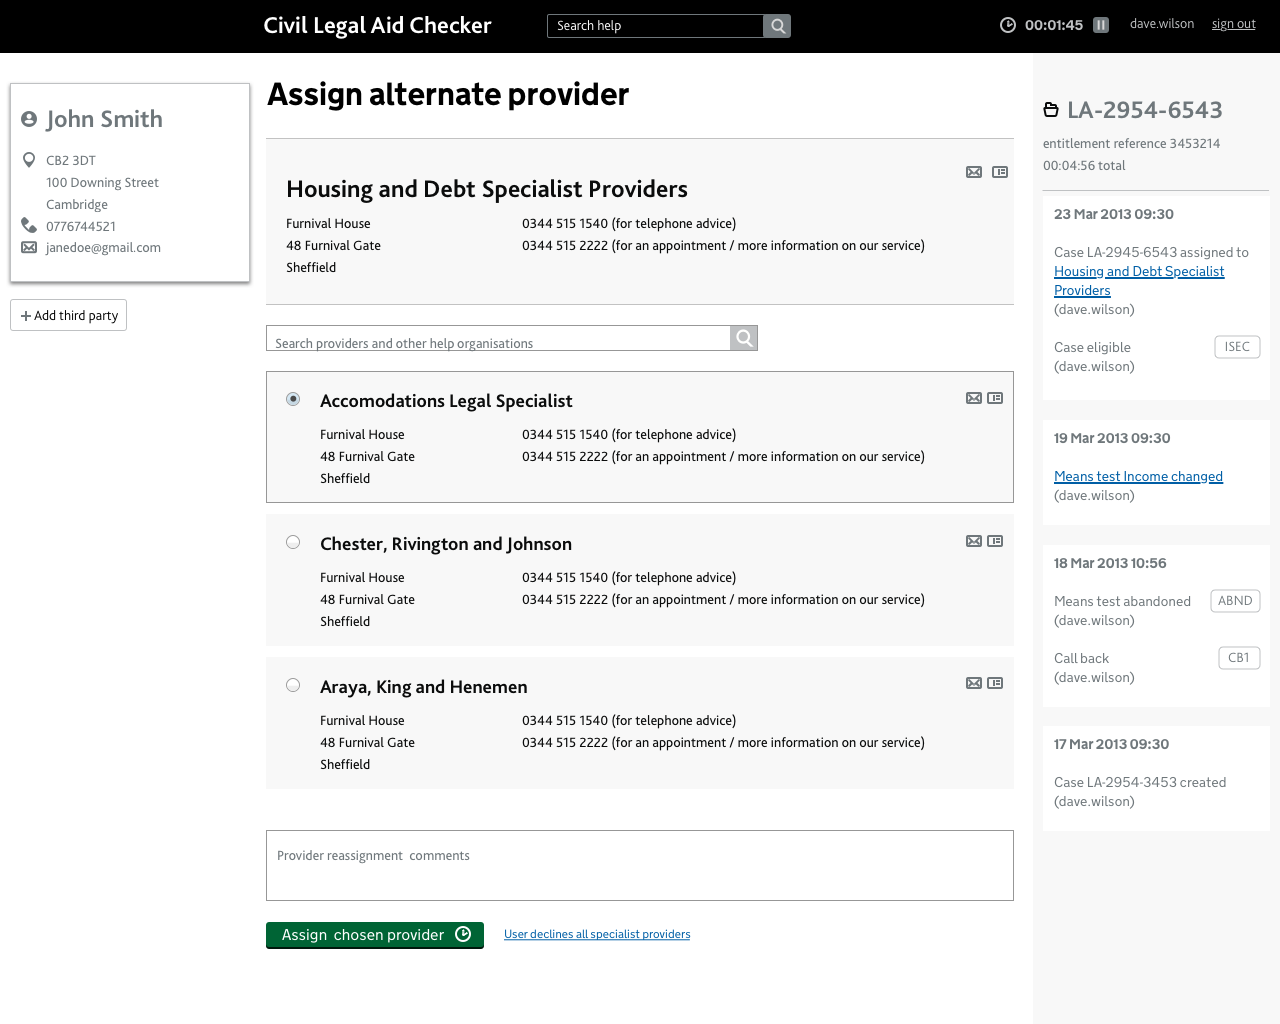 Civil Legal Aid Checker
Search help
00:01:45
dave.wilson
sign out
John Smith
CB2 3DT
100 Downing Street
Cambridge
0776744521
janedoe@gmail.com
Add third party
Assign alternate provider
Housing and Debt Specialist Providers
Furnival House
0344 515 1540 (for telephone advice)
48 Furnival Gate
0344 515 2222 (for an appointment / more information on our service)
Sheffield
Search providers and other help organisations
Accomodations Legal Specialist
Furnival House
0344 515 1540 (for telephone advice)
48 Furnival Gate
0344 515 2222 (for an appointment / more information on our service)
Sheffield
Chester, Rivington and Johnson
Furnival House
0344 515 1540 (for telephone advice)
48 Furnival Gate
0344 515 2222 (for an appointment / more information on our service)
Sheffield
Araya, King and Henemen
Furnival House
0344 515 1540 (for telephone advice)
48 Furnival Gate
0344 515 2222 (for an appointment / more information on our service)
Sheffield
Provider reassignment comments
Assign chosen provider
User declines all specialist providers
LA-2954-6543
entitlement reference 3453214
00:04:56 total
23 Mar 2013 09:30
Case LA-2945-6543 assigned to
Housing and Debt Specialist
Providers
(dave.wilson)
Case eligible
ISEC
(dave.wilson)
19 Mar 2013 09:30
Means test Income changed
(dave.wilson)
18 Mar 2013 10:56
Means test abandoned
ABND
(dave.wilson)
Call back
CB1
(dave.wilson)
17 Mar 2013 09:30
Case LA-2954-3453 created
(dave.wilson)